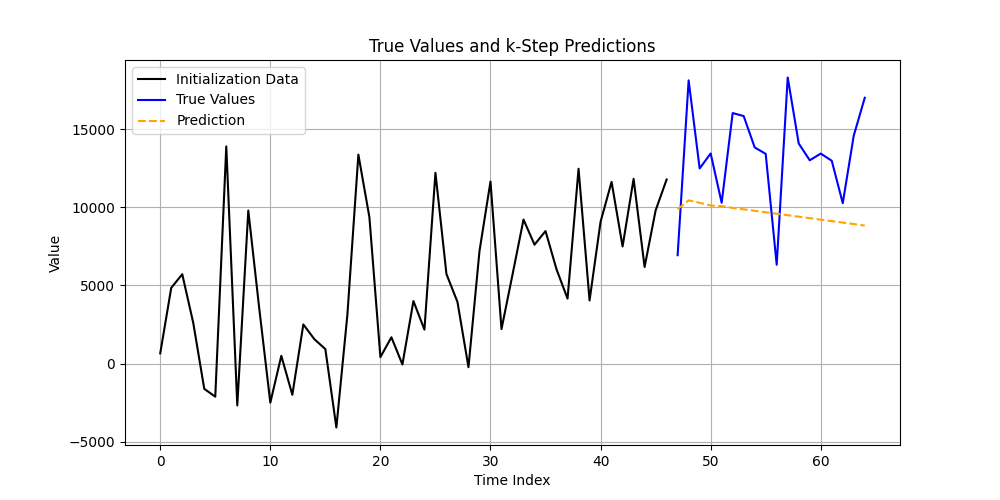 True Values and k-Step Predictions
Initialization Data
True Values
Prediction
Value
15000
10000
5000
0
−5000
0 10 20 30 40 50 60
Time Index